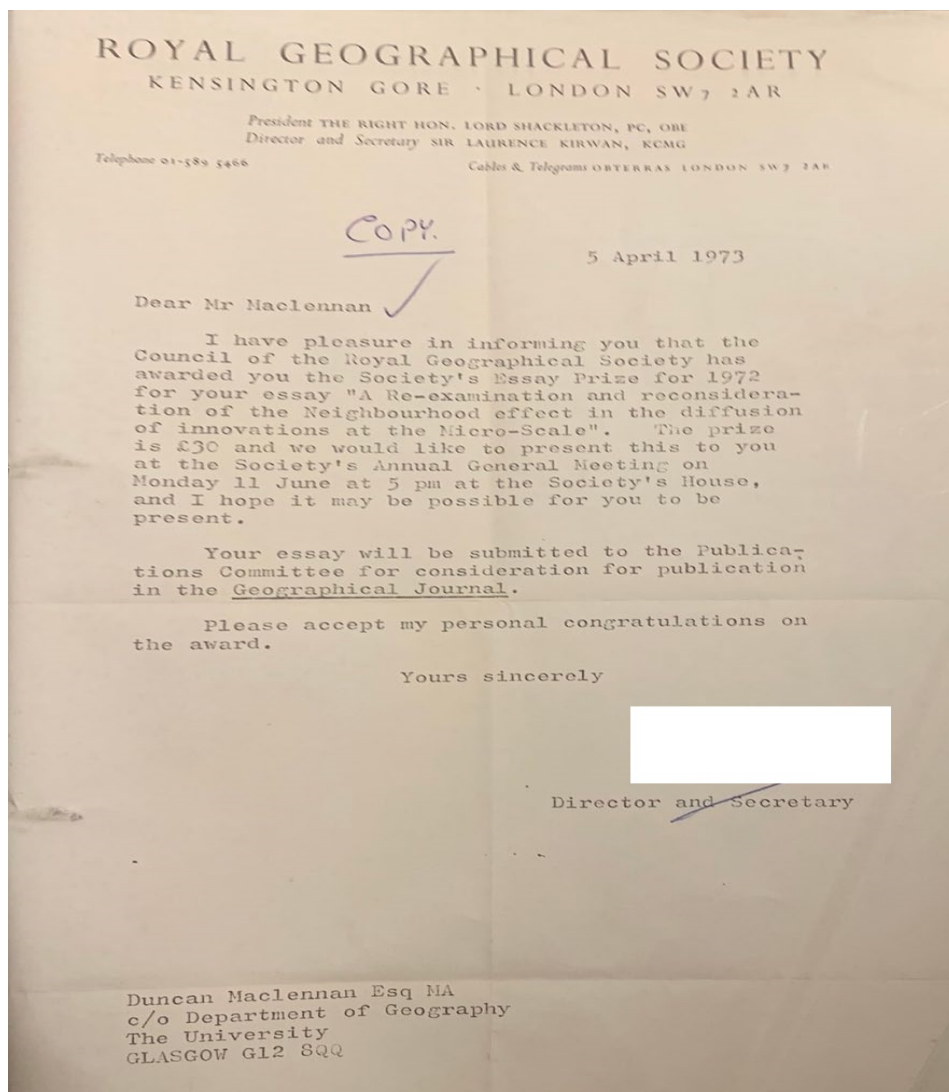 ROYAL GEOGRAPHICAL SOCIETY
KENSINGTON GORE · LONDON SW7 2AR
President THE RIGHT HON. LORD SHACKLETON, PC, OBE
Director and Secretary SIR LAURENCE KIRWAN, KCMG
Telephone 01-589 5466
Cables & Telegrams OBTERRAS LONDON SW7 2AR
COPY.
5 April 1973
Dear Mr Maclennan
I have pleasure in informing you that the
Council of the Royal Geographical Society has
awarded you the Society's Essay Prize for 1972
for your essay "A Re-examination and reconsidera-
tion of the Neighbourhood effect in the diffusion
of innovations at the Micro-Scale". The prize
is £30 and we would like to present this to you
at the Society's Annual General Meeting on
Monday 11 June at 5 pm at the Society's House,
and I hope it may be possible for you to be
present.
Your essay will be submitted to the Publica-
tions Committee for consideration for publication
in the Geographical Journal.
Please accept my personal congratulations on
the award.
Yours sincerely
Director and Secretary
Duncan Maclennan Esq MA
c/o Department of Geography
The University
GLASGOW G12 8QQ